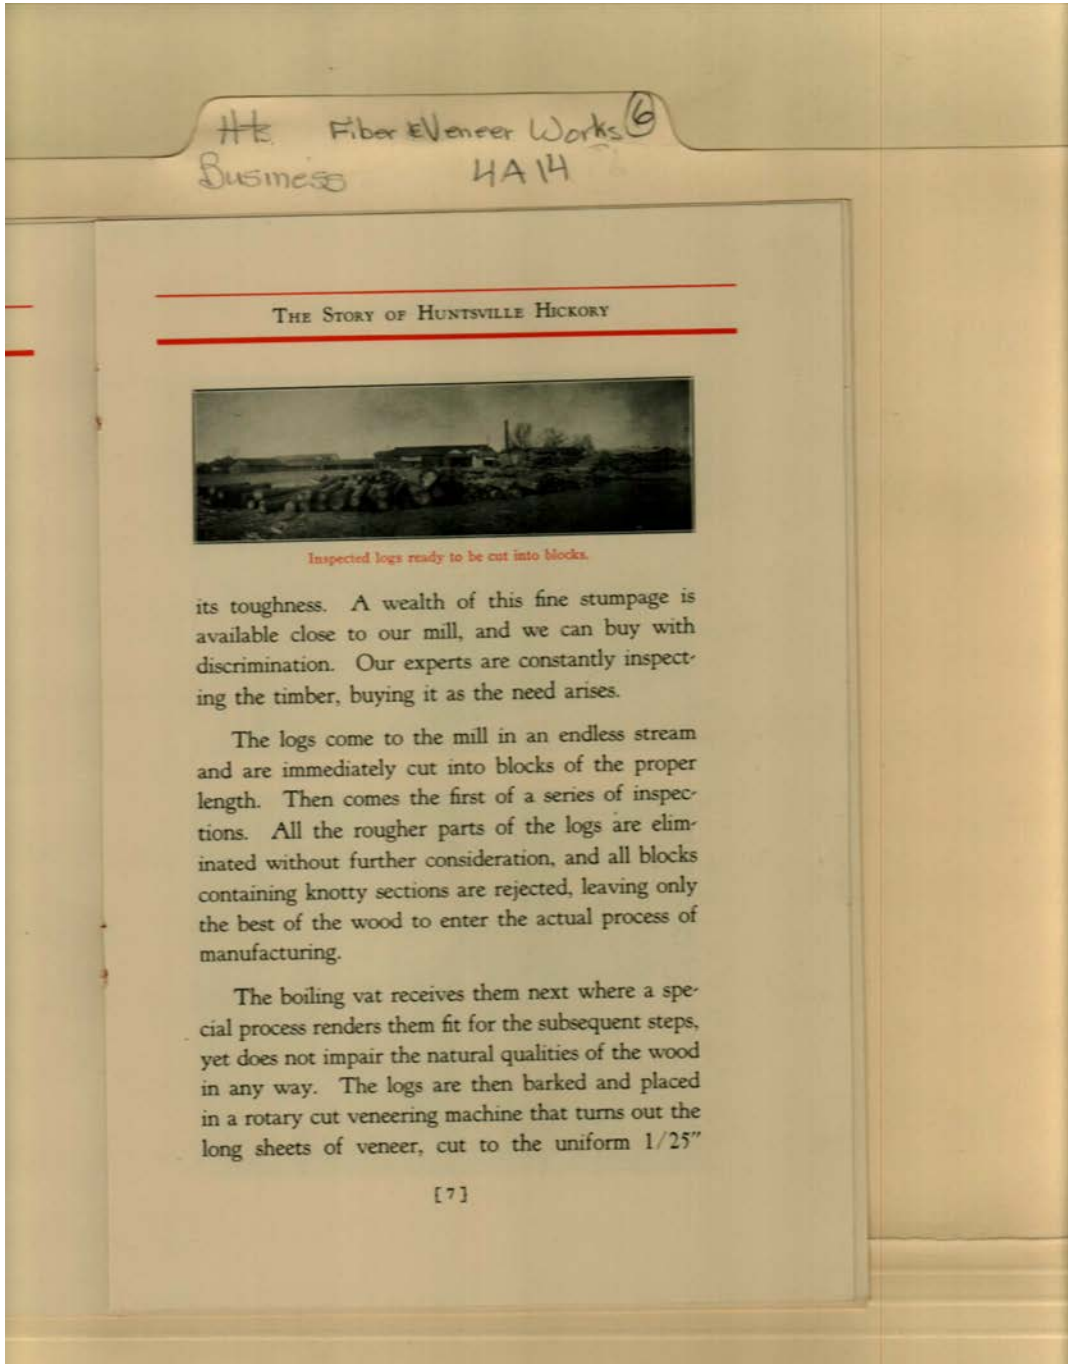 Fiber & Veneer Works 6
Business 4A14
THE STORY OF HUNTSVILLE HICKORY
Inspected logs ready to be cut into blocks.
its toughness. A wealth of this fine stumpage is
available close to our mill, and we can buy with
discrimination. Our experts are constantly inspect-
ing the timber, buying it as the need arises.
The logs come to the mill in an endless stream
and are immediately cut into blocks of the proper
length. Then comes the first of a series of inspec-
tions. All the rougher parts of the logs are elim-
inated without further consideration, and all blocks
containing knotty sections are rejected, leaving only
the best of the wood to enter the actual process of
manufacturing.
The boiling vat receives them next where a spe-
cial process renders them fit for the subsequent steps,
yet does not impair the natural qualities of the wood
in any way. The logs are then barked and placed
in a rotary cut veneering machine that turns out the
long sheets of veneer, cut to the uniform 1/25"
[7]